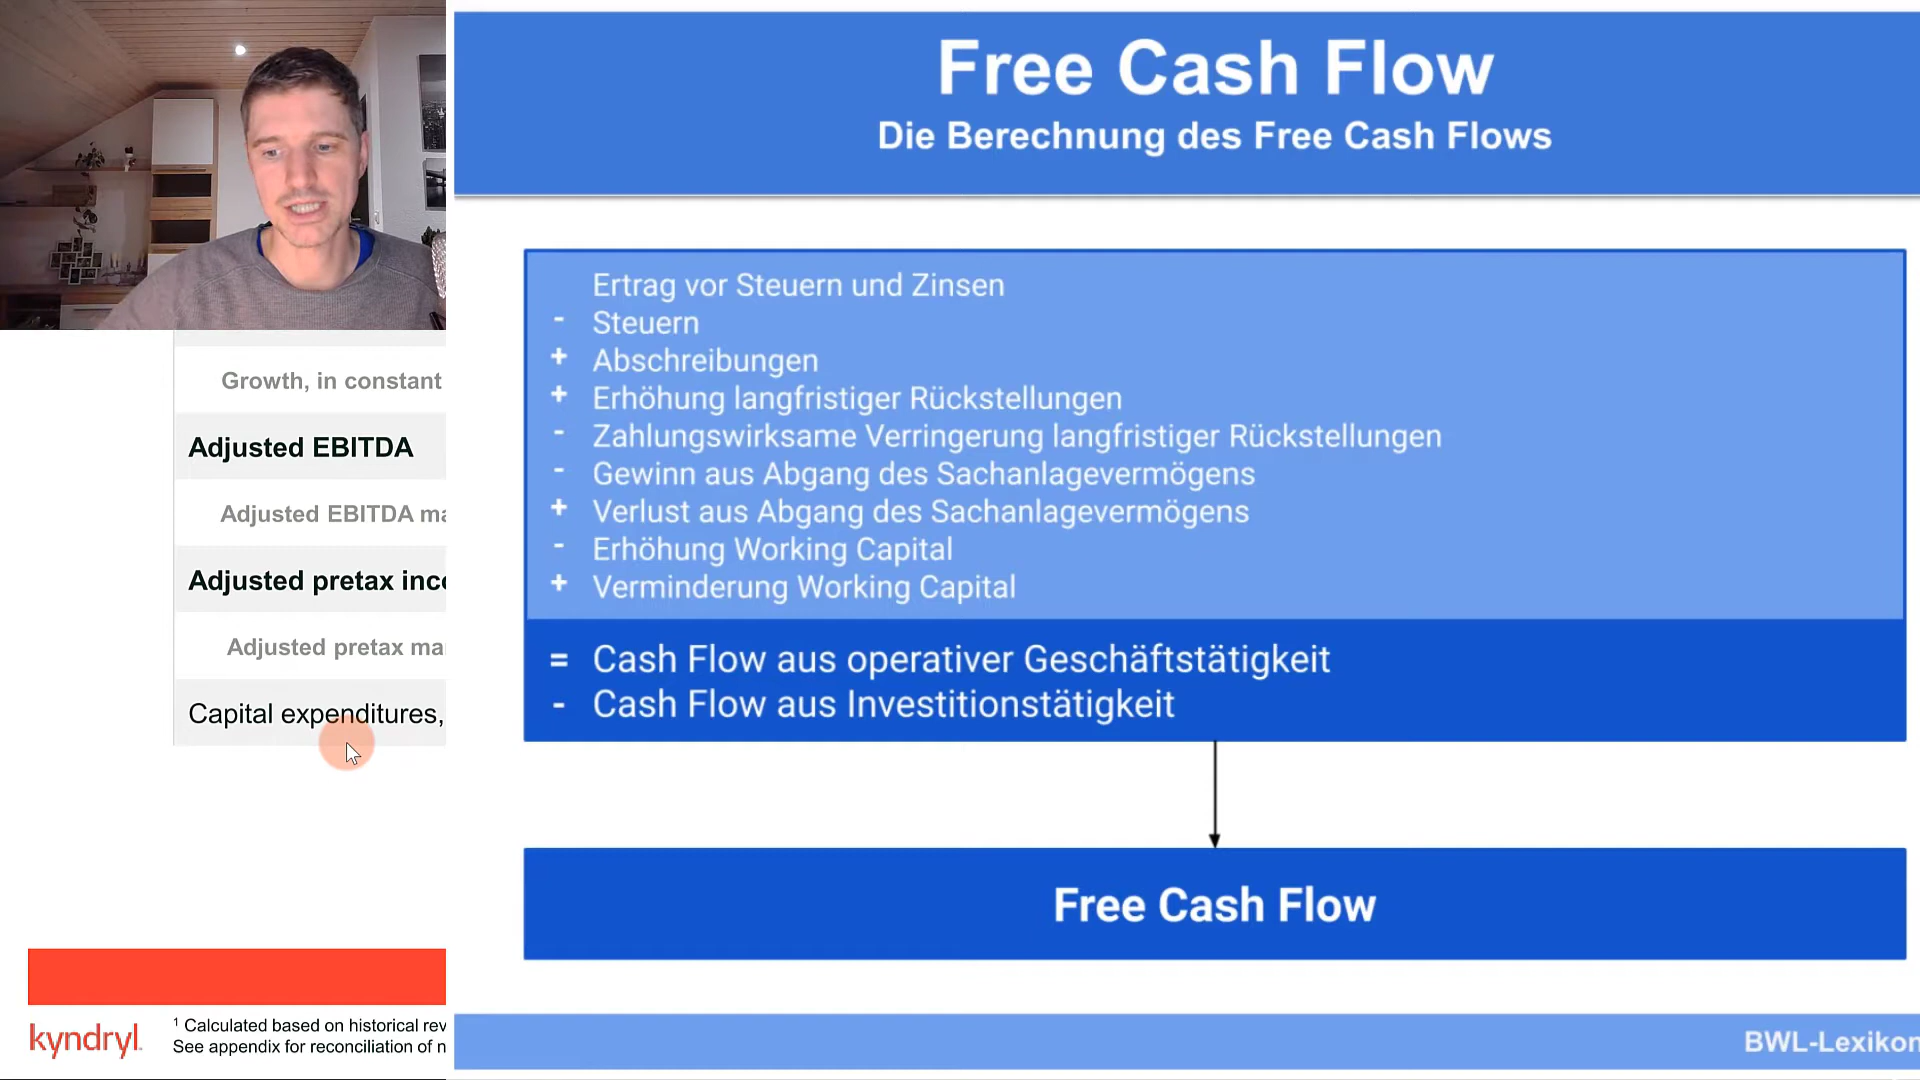 Free Cash Flow
Die Berechnung des Free Cash Flows
Ertrag vor Steuern und Zinsen
- Steuern
+ Abschreibungen
+ Erhöhung langfristiger Rückstellungen
- Zahlungswirksame Verringerung langfristiger Rückstellungen
- Gewinn aus Abgang des Sachanlagevermögens
+ Verlust aus Abgang des Sachanlagevermögens
- Erhöhung Working Capital
+ Verminderung Working Capital
= Cash Flow aus operativer Geschäftstätigkeit
- Cash Flow aus Investitionstätigkeit
Free Cash Flow
BWL-Lexikon
Growth, in constant
Adjusted EBITDA
Adjusted EBITDA ma
Adjusted pretax inco
Adjusted pretax mar
Capital expenditures,
kyndryl.
1 Calculated based on historical rev
See appendix for reconciliation of n